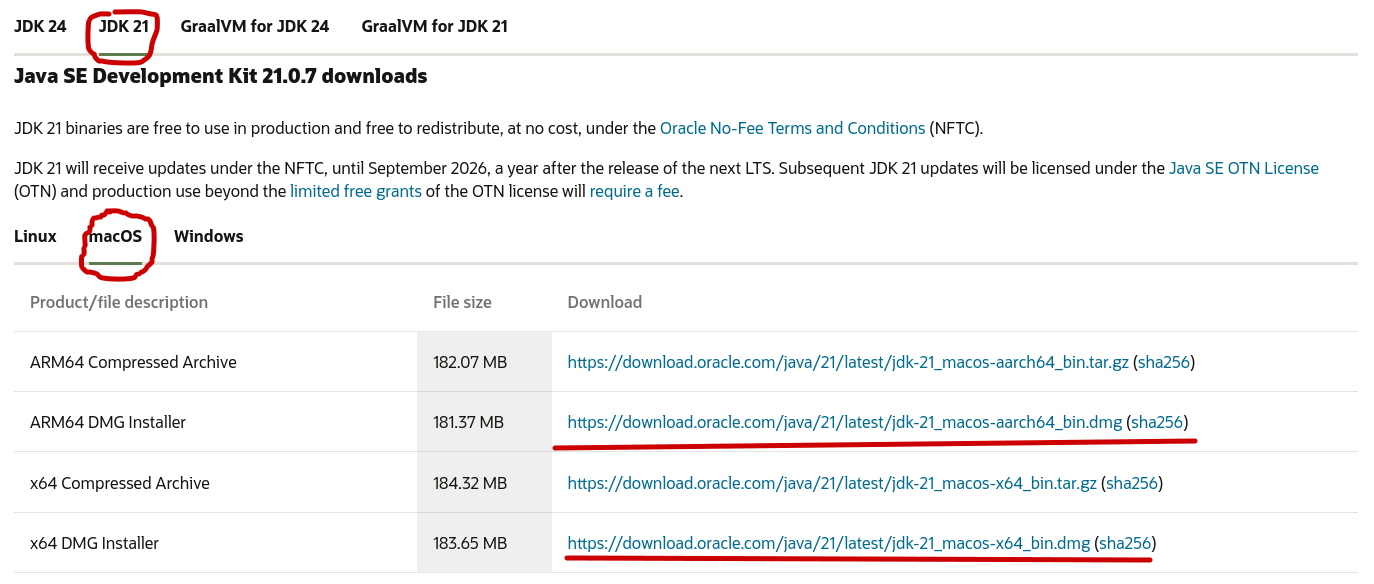 JDK 24 JDK 21 GraalVM for JDK 24 GraalVM for JDK 21
Java SE Development Kit 21.0.7 downloads
JDK 21 binaries are free to use in production and free to redistribute, at no cost, under the Oracle No-Fee Terms and Conditions (NFTC).
JDK 21 will receive updates under the NFTC, until September 2026, a year after the release of the next LTS. Subsequent JDK 21 updates will be licensed under the Java SE OTN License
(OTN) and production use beyond the limited free grants of the OTN license will require a fee.
Linux macOS Windows
Product/file description File size Download
ARM64 Compressed Archive 182.07 MB https://download.oracle.com/java/21/latest/jdk-21_macos-aarch64_bin.tar.gz (sha256)
ARM64 DMG Installer 181.37 MB https://download.oracle.com/java/21/latest/jdk-21_macos-aarch64_bin.dmg (sha256)
x64 Compressed Archive 184.32 MB https://download.oracle.com/java/21/latest/jdk-21_macos-x64_bin.tar.gz (sha256)
x64 DMG Installer 183.65 MB https://download.oracle.com/java/21/latest/jdk-21_macos-x64_bin.dmg (sha256)